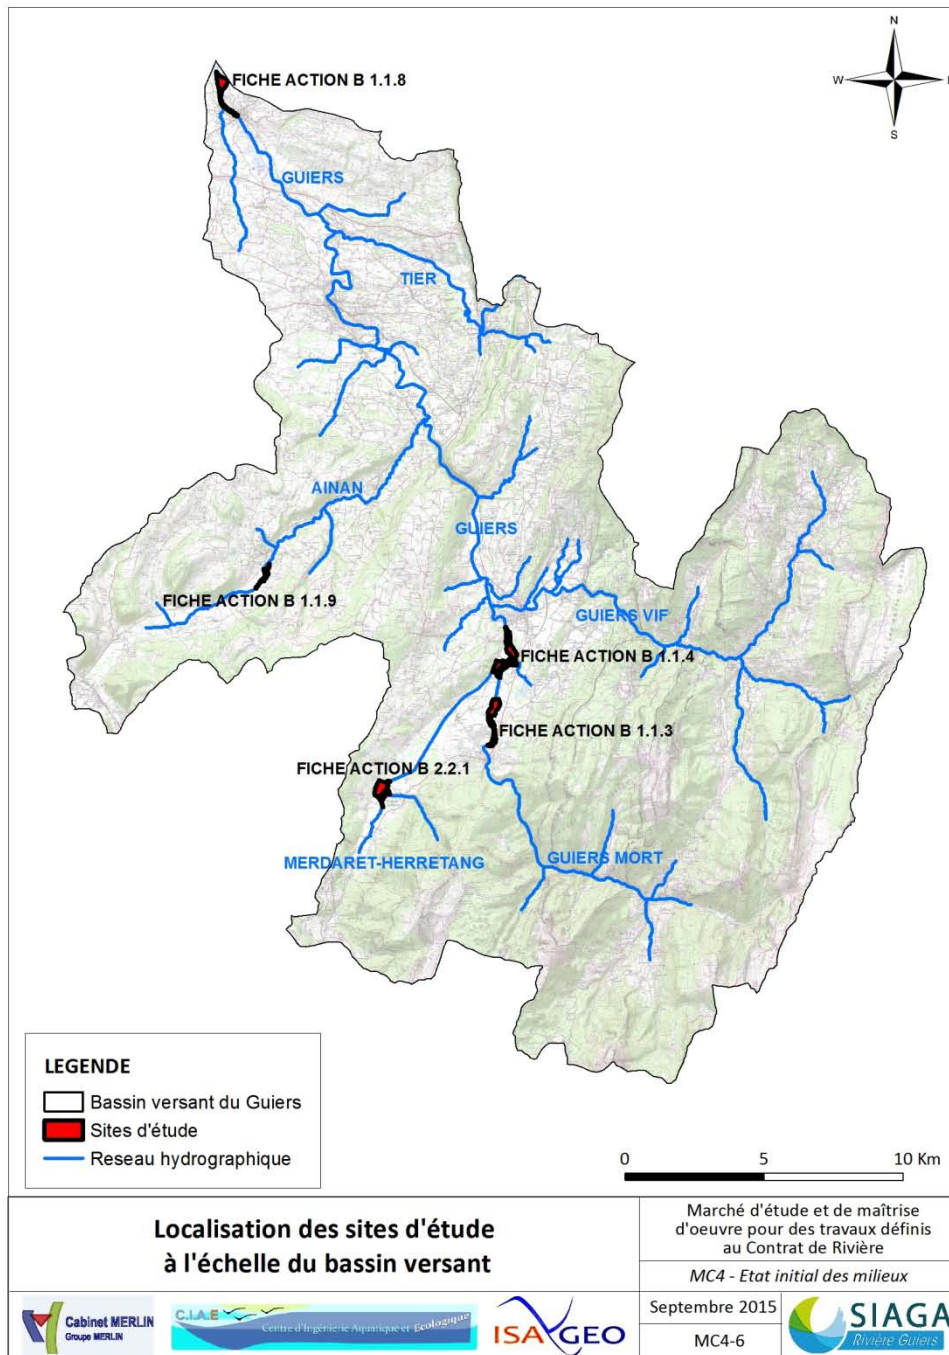 N
W
S
FICHE ACTION B 1.1.8
GUIERS
TIER
AINAN
GUIERS
FICHE ACTION B 1.1.9
GUIERS VIF
FICHE ACTION B 1.1.4
FICHE ACTION B 1.1.3
FICHE ACTION B 2.2.1
MERDARET-HERRETANG
GUIERS MORT
LEGENDE
Bassin versant du Guiers
Sites d'étude
Reseau hydrographique
0 5 10 Km
Localisation des sites d'étude
à l'échelle du bassin versant
Marché d'étude et de maîtrise
d'oeuvre pour des travaux définis
au Contrat de Rivière
MC4 - Etat initial des milieux
Cabinet MERLIN
Groupe MERLIN
C.I.A.E
Centre d'Ingénierie Aquatique et Ecologique
ISA GEO
Septembre 2015
MC4-6
SIAGA
Rivière Guiers